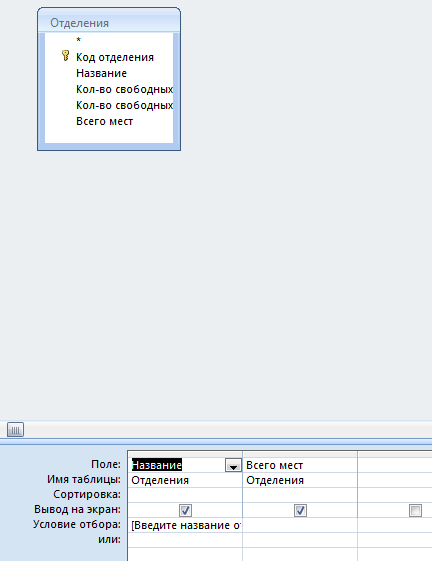 Отделения
*
Код отделения
Название
Кол-во свободных
Кол-во свободных
Всего мест
Поле: Название Всего мест
Имя таблицы: Отделения Отделения
Сортировка:
Вывод на экран:
Условие отбора: [Введите название от
или: